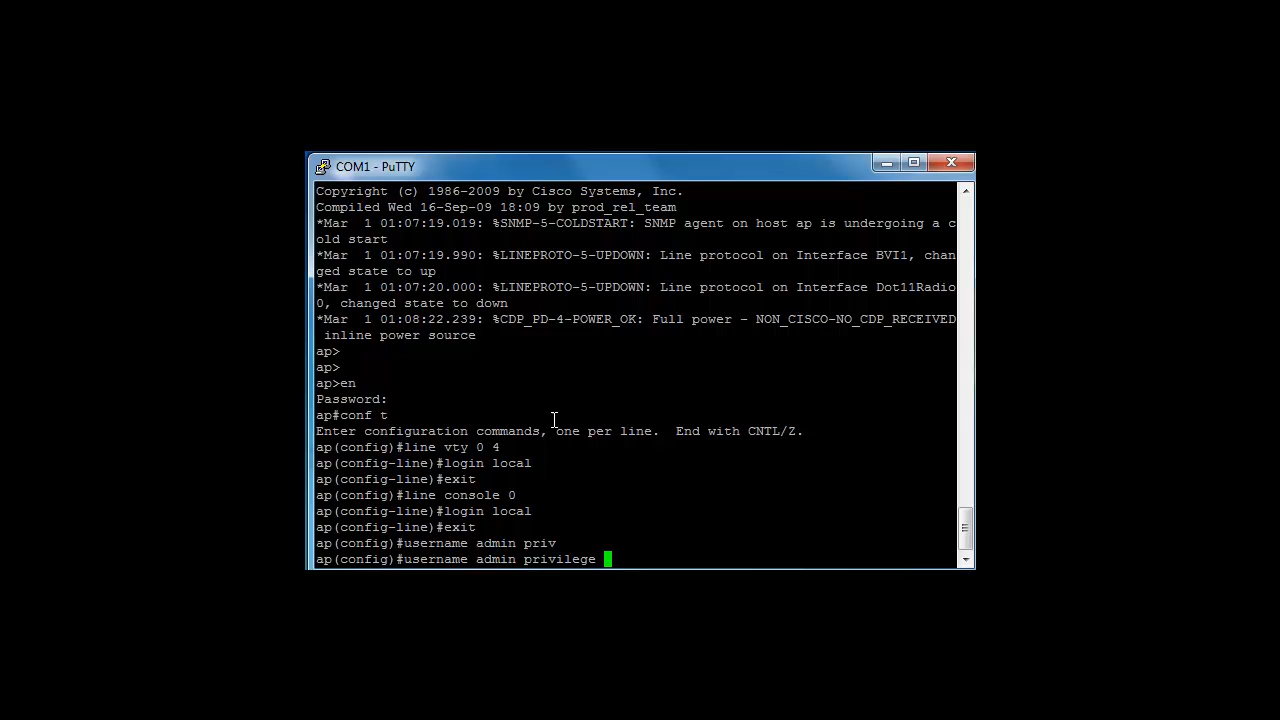 COM1 - PuTTY
Copyright (c) 1986-2009 by Cisco Systems, Inc.
Compiled Wed 16-Sep-09 18:09 by prod_rel_team
*Mar  1 01:07:19.019: %SNMP-5-COLDSTART: SNMP agent on host ap is undergoing a c
old start
*Mar  1 01:07:19.990: %LINEPROTO-5-UPDOWN: Line protocol on Interface BVI1, chan
ged state to up
*Mar  1 01:07:20.000: %LINEPROTO-5-UPDOWN: Line protocol on Interface Dot11Radio
0, changed state to down
*Mar  1 01:08:22.239: %CDP_PD-4-POWER_OK: Full power - NON_CISCO-NO_CDP_RECEIVED
 inline power source
ap>
ap>
ap>en
Password:
ap#conf t
Enter configuration commands, one per line.  End with CNTL/Z.
ap(config)#line vty 0 4
ap(config-line)#login local
ap(config-line)#exit
ap(config)#line console 0
ap(config-line)#login local
ap(config-line)#exit
ap(config)#username admin priv
ap(config)#username admin privilege